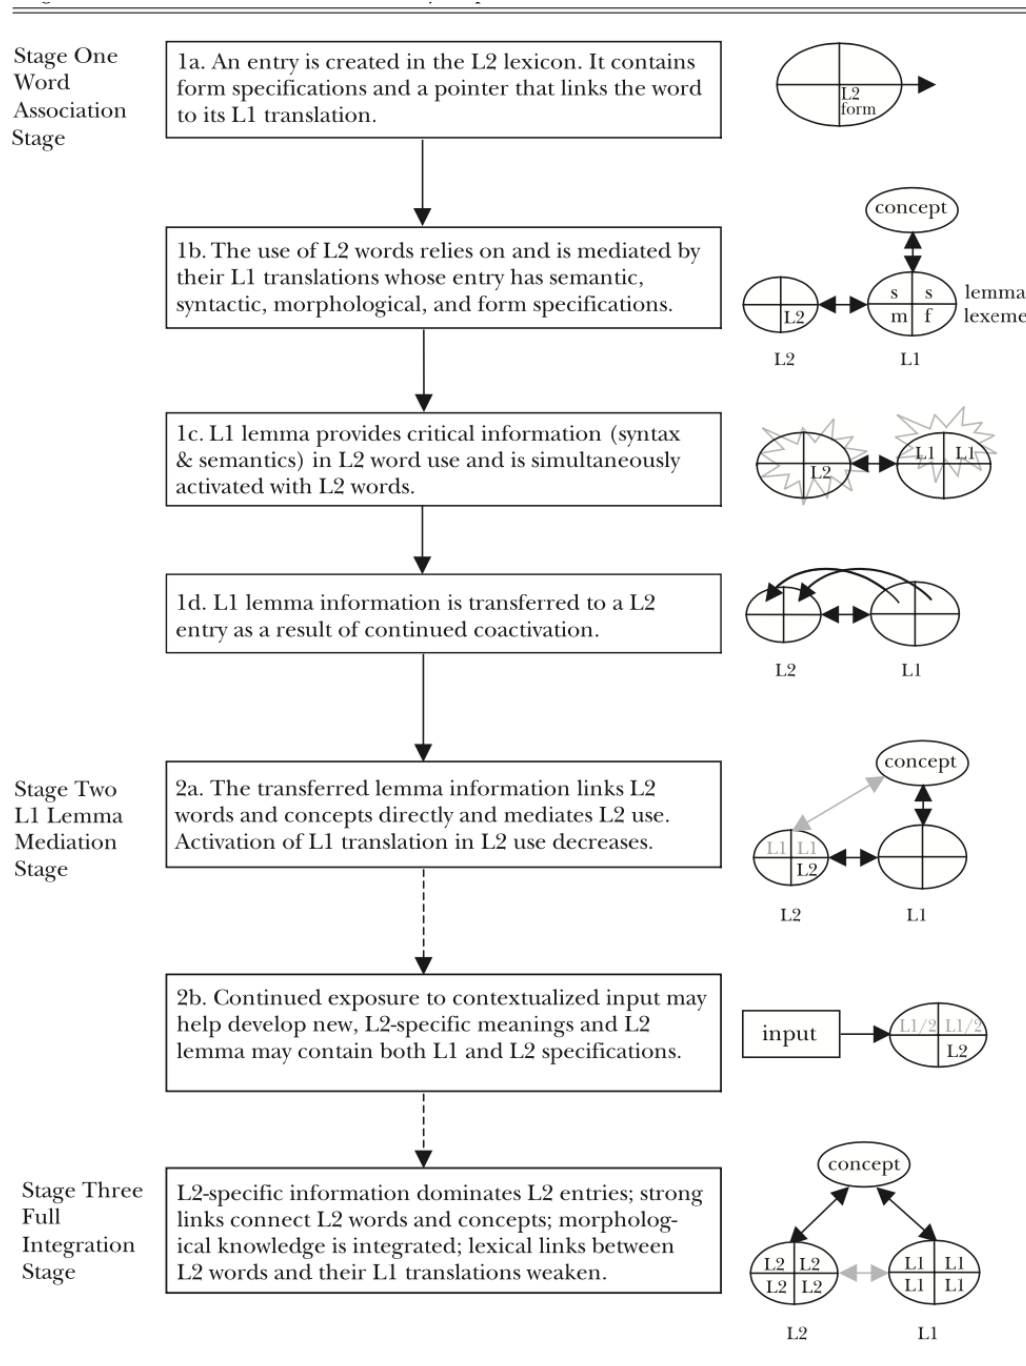 Stage One
Word
Association
Stage
1a. An entry is created in the L2 lexicon. It contains
form specifications and a pointer that links the word
to its L1 translation.
L2
form
1b. The use of L2 words relies on and is mediated by
their L1 translations whose entry has semantic,
syntactic, morphological, and form specifications.
concept
s s lemma
m f lexeme
L2
L2 L1
1c. L1 lemma provides critical information (syntax
& semantics) in L2 word use and is simultaneously
activated with L2 words.
L1 L1
L2
1d. L1 lemma information is transferred to a L2
entry as a result of continued coactivation.
L2 L1
Stage Two
L1 Lemma
Mediation
Stage
2a. The transferred lemma information links L2
words and concepts directly and mediates L2 use.
Activation of L1 translation in L2 use decreases.
concept
L1 L1
L2
L2 L1
2b. Continued exposure to contextualized input may
help develop new, L2-specific meanings and L2
lemma may contain both L1 and L2 specifications.
input
L1/2 L1/2
L2
Stage Three
Full
Integration
Stage
L2-specific information dominates L2 entries; strong
links connect L2 words and concepts; morpholog-
ical knowledge is integrated; lexical links between
L2 words and their L1 translations weaken.
concept
L2 L2 L1 L1
L2 L2 L1 L1
L2 L1